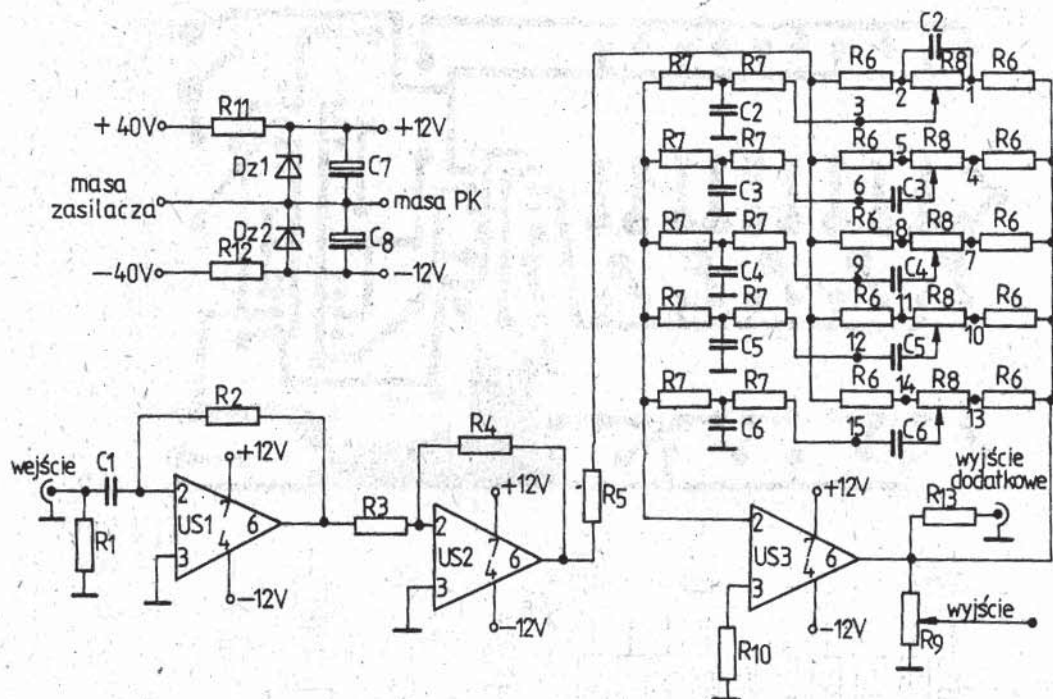 C2
R7 R7 R6 R8 R6
C2 3 2 1
R11
+40V +12V
Dz1 C7
R7 R7 R6 5 R8 R6
C3 6 C3 4
masa zasilacza masa PK
Dz2 C8
R7 R7 R6 8 R8 R6
C4 9 C4 7
R12
-40V -12V
R7 R7 R6 11 R8 R6
C5 12 C5 10
R7 R7 R6 14 R8 R6
C6 15 C6 13
R2
R4
wejście C1 +12V
2 7
US1 6
3 4
R1
-12V
R3
+12V
2 7
US2 6
3 4
-12V
R5
+12V
2 7
US3 6
3 4
-12V
R10
wyjście
dodatkowe
R13
wyjście
R9